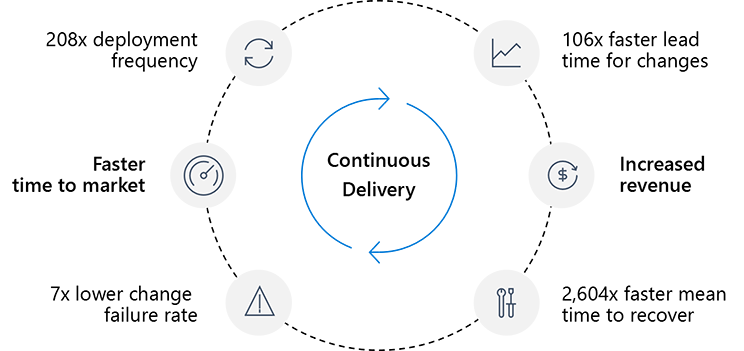 208x deployment
frequency
106x faster lead
time for changes
Faster
time to market
Continuous
Delivery
Increased
revenue
7x lower change
failure rate
2,604x faster mean
time to recover